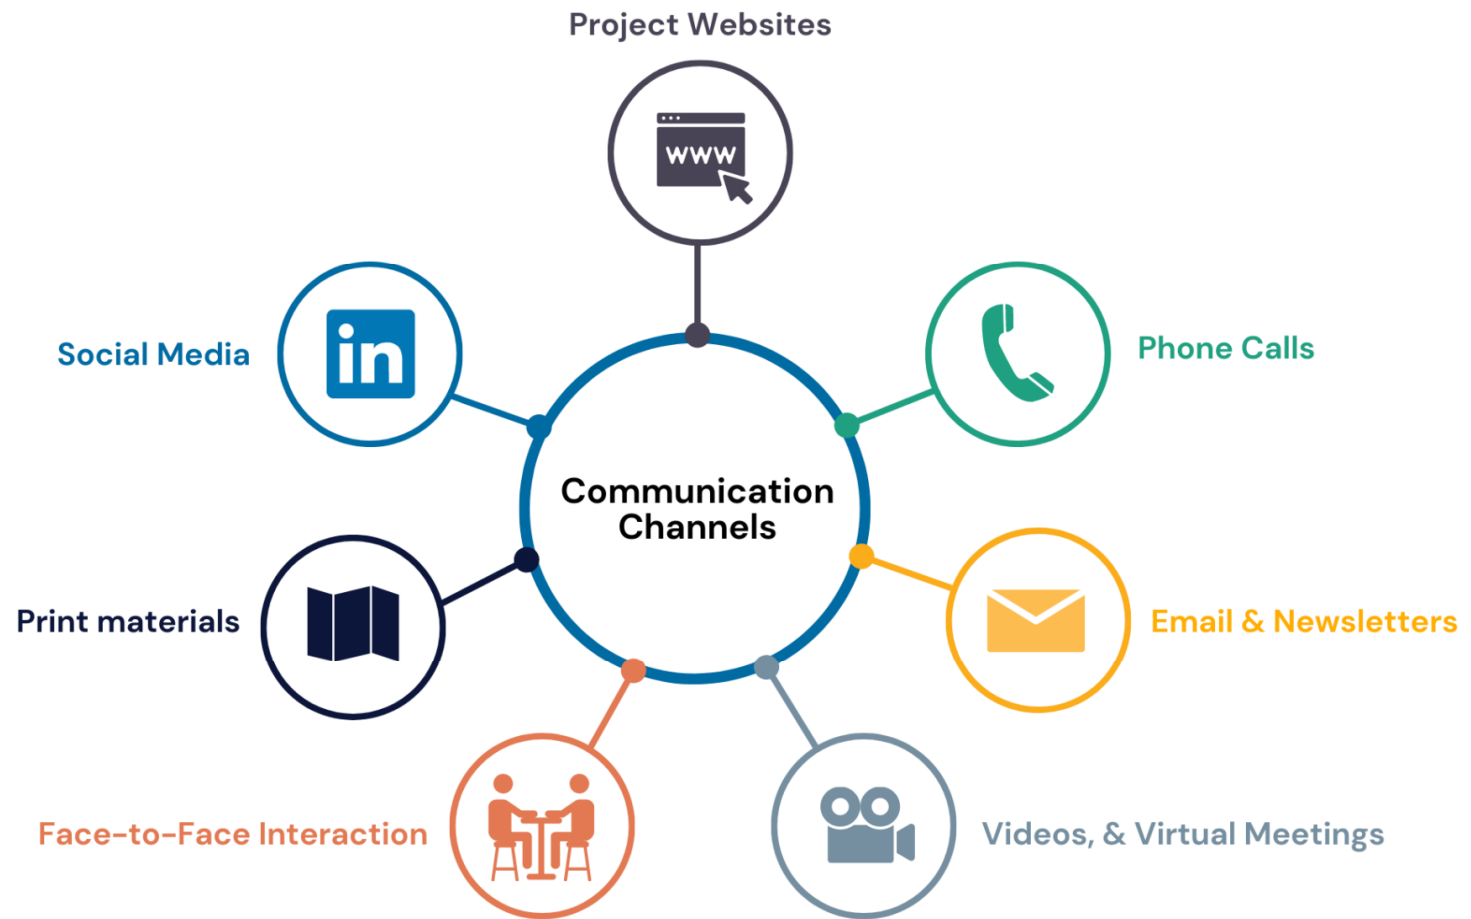 Project Websites
www
Social Media
in
Phone Calls
Communication
Channels
Print materials
Email & Newsletters
Face-to-Face Interaction
Videos, & Virtual Meetings